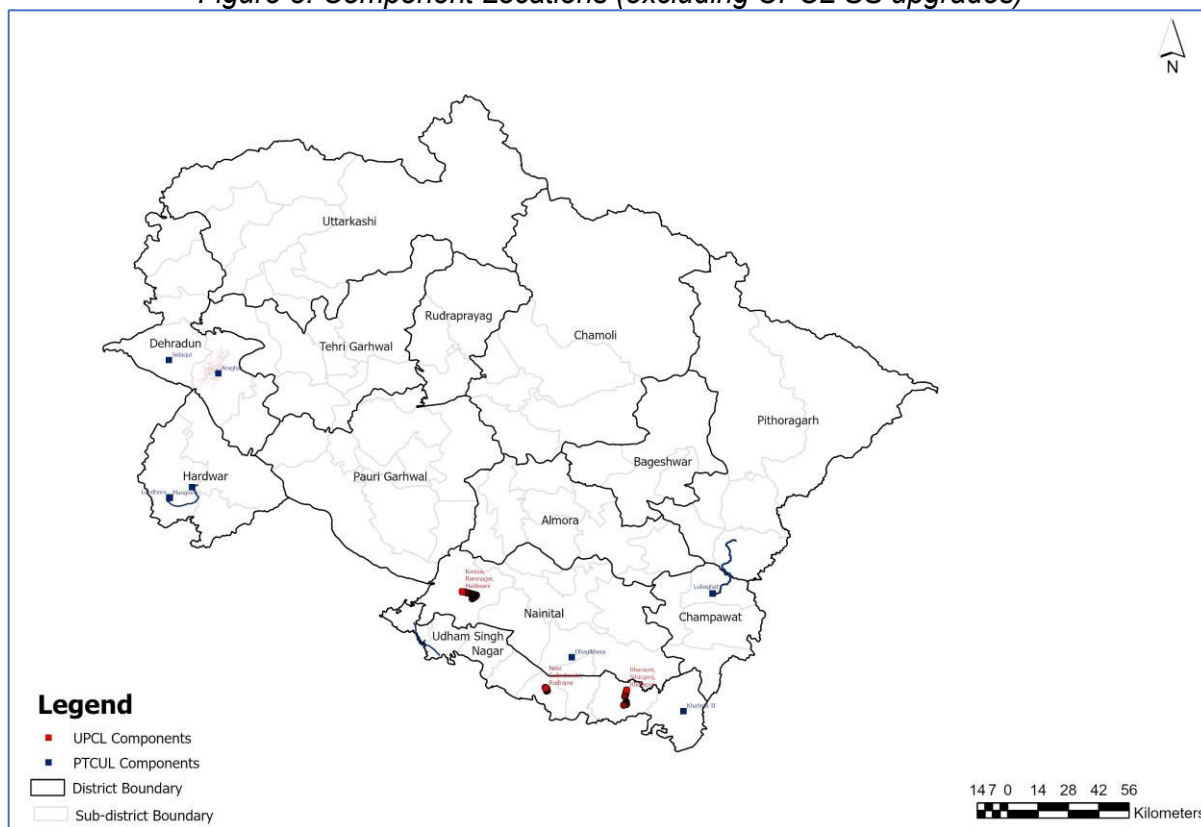 Figure 3. Component Locations (excluding UPCL SS upgrades)
N
Uttarkashi
Rudraprayag
Chamoli
Dehradun
Tehri Garhwal
Selaqui
Pithoragarh
Hardwar
Pauri Garhwal
Bageshwar
Almora
Ramnagar,
Haldwani
Lohaghat
Nainital
Champawat
Udham Singh
Nagar
Dhaulkhera
Rudrapur
Khatima-II
Legend
UPCL Components
PTCUL Components
District Boundary
Sub-district Boundary
14 7 0 14 28 42 56
Kilometers